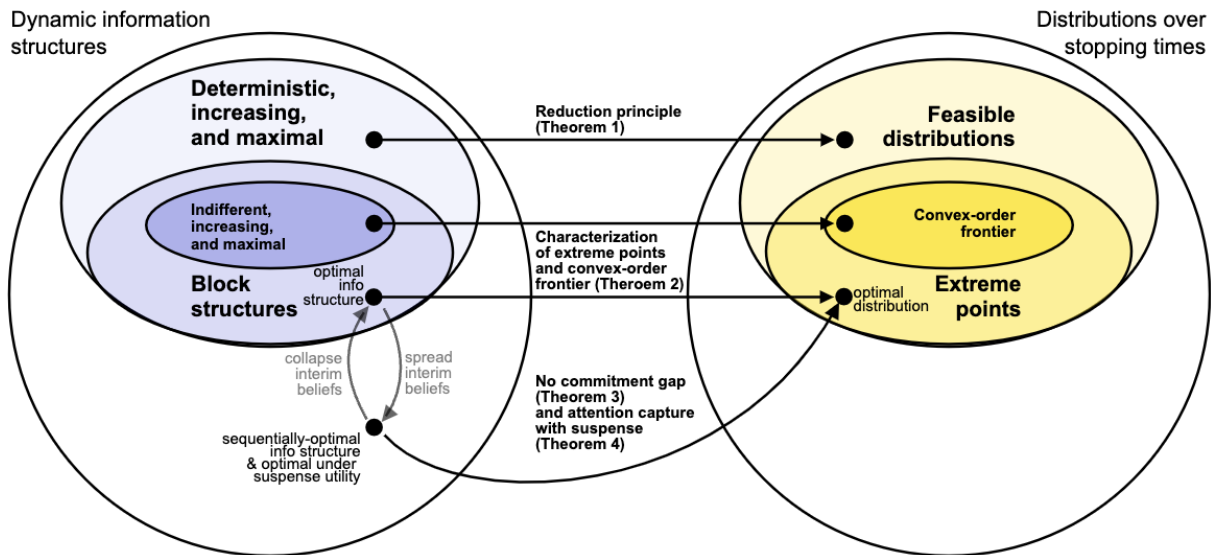 Dynamic information
structures
Distributions over
stopping times
Deterministic,
increasing,
and maximal
Reduction principle
(Theorem 1)
Feasible
distributions
Indifferent,
increasing,
and maximal
Convex-order
frontier
Characterization
of extreme points
and convex-order
frontier (Theroem 2)
Block
structures
optimal
info
structure
optimal
distribution
Extreme
points
collapse
interim
beliefs
spread
interim
beliefs
No commitment gap
(Theorem 3)
and attention capture
with suspense
(Theorem 4)
sequentially-optimal
info structure
& optimal under
suspense utility